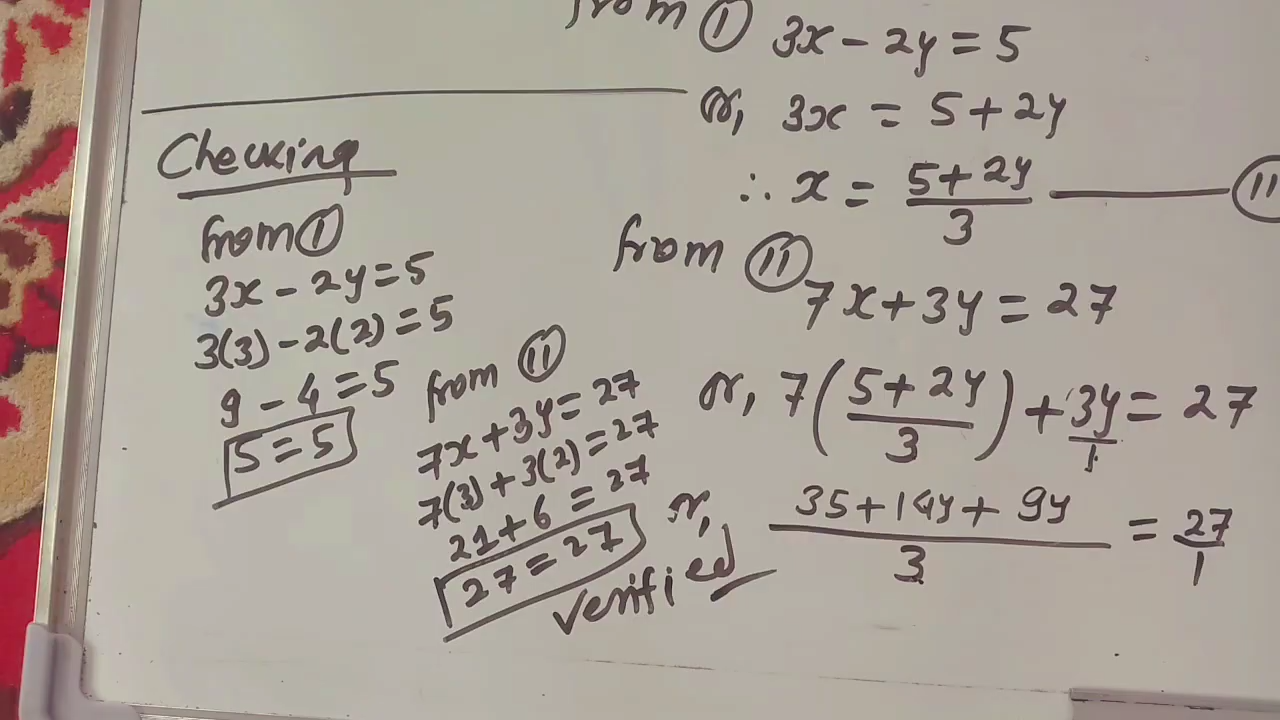 from ①
3x - 2y = 5
or, 3x = 5 + 2y
∴ x = (5 + 2y)/3 ——— (11
from (11)
7x + 3y = 27
or, 7((5 + 2y)/3) + 3y/1 = 27
or, (35 + 14y + 9y)/3 = 27/1
Checking
from ①
3x - 2y = 5
3(3) - 2(2) = 5
9 - 4 = 5
5 = 5
from (11)
7x + 3y = 27
7(3) + 3(2) = 27
21 + 6 = 27
27 = 27
verified